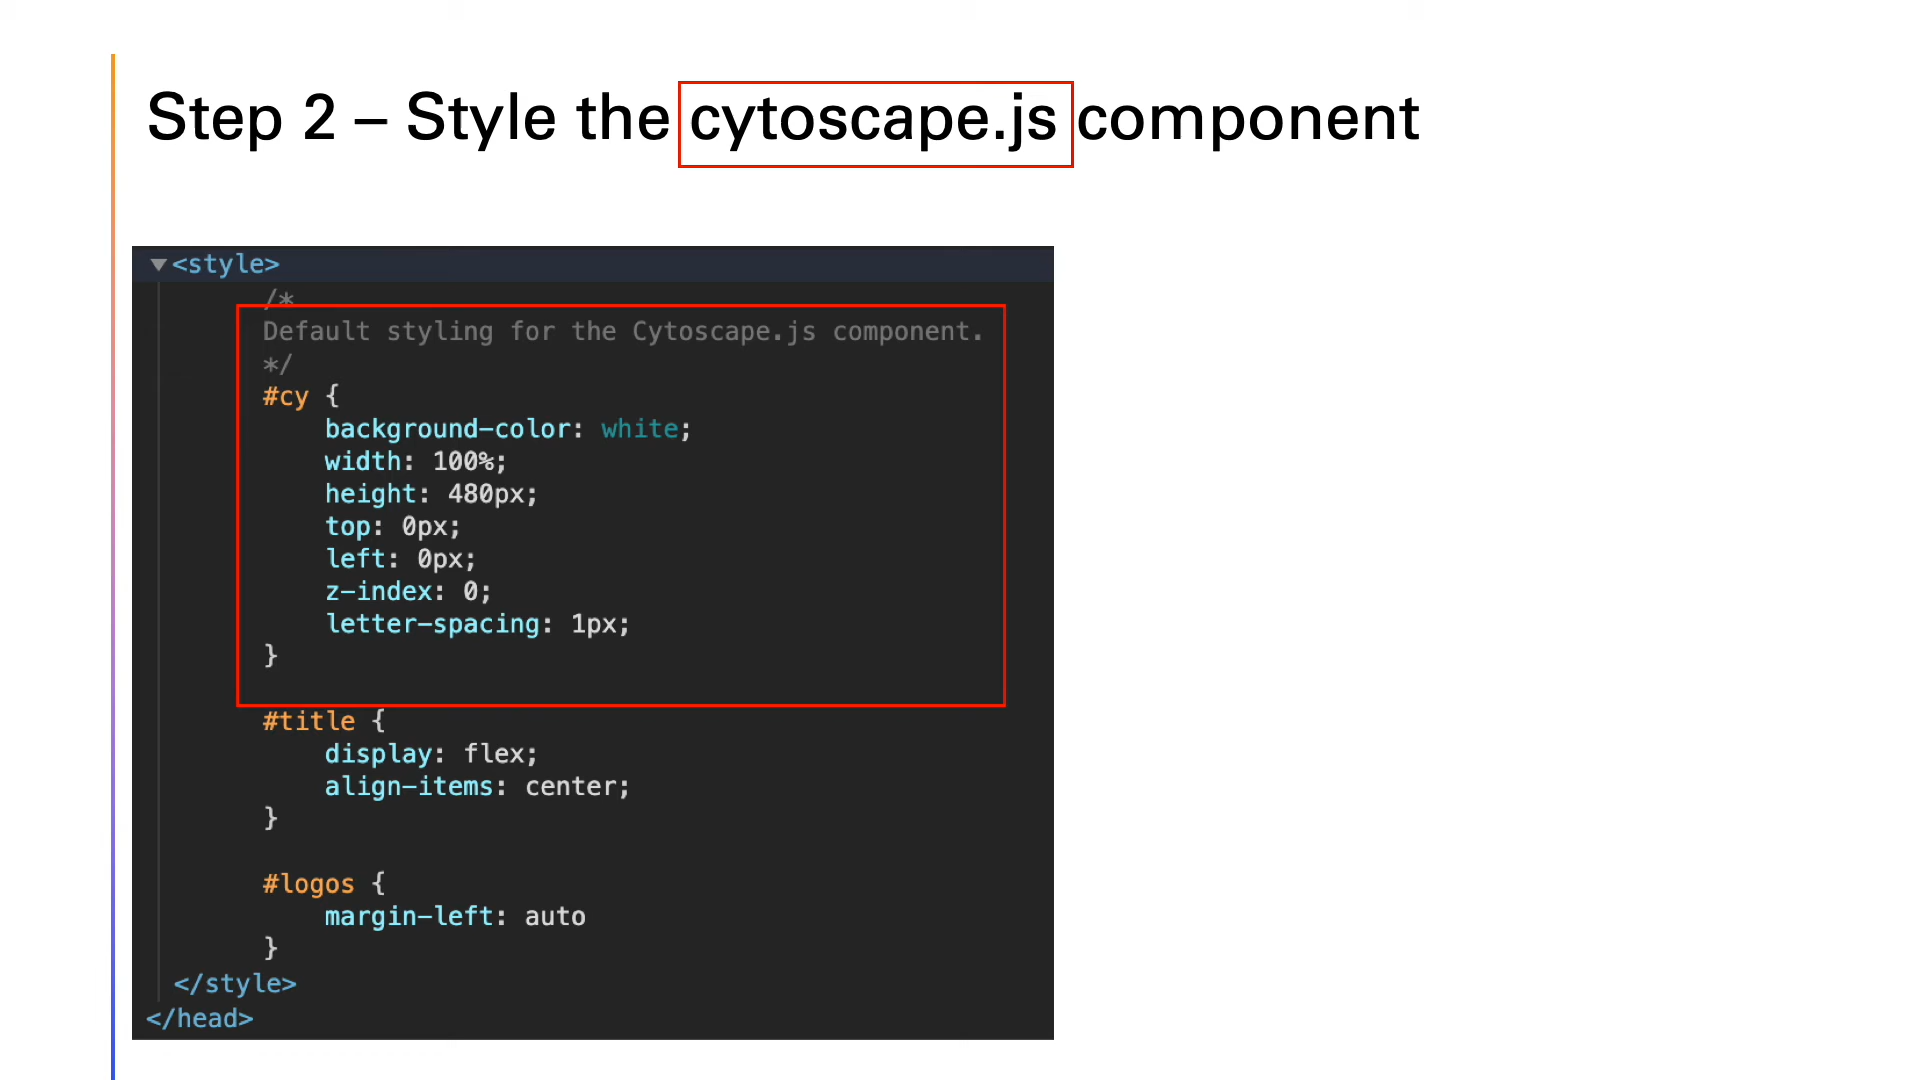 Step 2 – Style the cytoscape.js component
<style>
/*
Default styling for the Cytoscape.js component.
*/
#cy {
background-color: white;
width: 100%;
height: 480px;
top: 0px;
left: 0px;
z-index: 0;
letter-spacing: 1px;
}
#title {
display: flex;
align-items: center;
}
#logos {
margin-left: auto
}
</style>
</head>